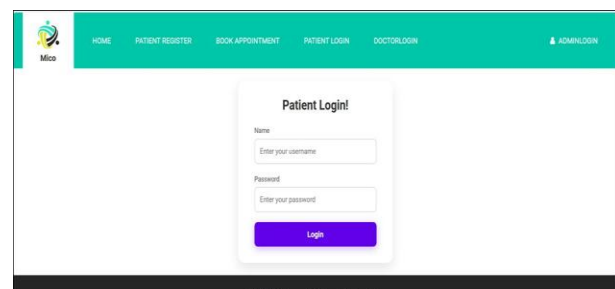 HOME PATIENT REGISTER BOOK APPOINTMENT PATIENT LOGIN DOCTORLOGIN ADMINLOGIN
Mico
Patient Login!
Name
Enter your username
Password
Enter your password
Login